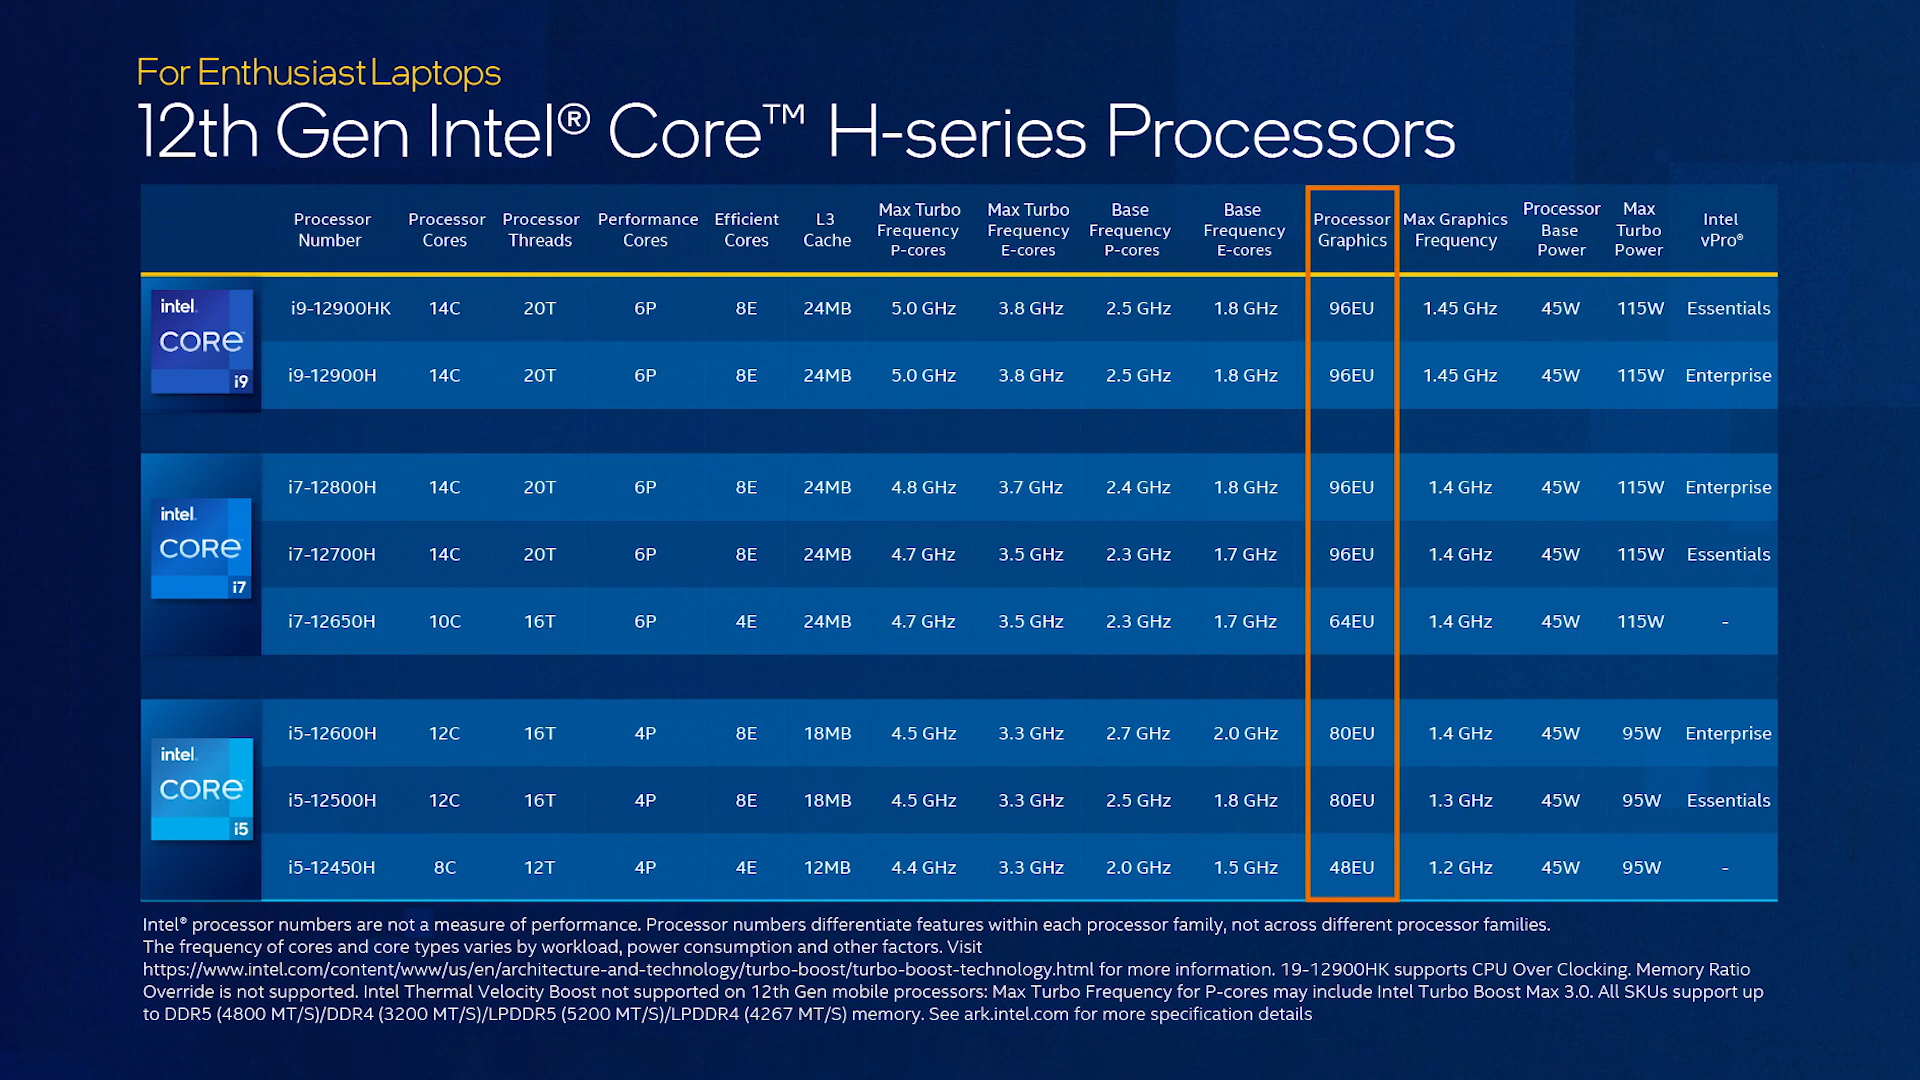 For Enthusiast Laptops
12th Gen Intel® Core™ H-series Processors
Processor Number Processor Cores Processor Threads Performance Cores Efficient Cores L3 Cache Max Turbo Frequency P-cores Max Turbo Frequency E-cores Base Frequency P-cores Base Frequency E-cores Processor Graphics Max Graphics Frequency Processor Base Power Max Turbo Power Intel vPro®
intel. CORE i9
i9-12900HK 14C 20T 6P 8E 24MB 5.0 GHz 3.8 GHz 2.5 GHz 1.8 GHz 96EU 1.45 GHz 45W 115W Essentials
i9-12900H 14C 20T 6P 8E 24MB 5.0 GHz 3.8 GHz 2.5 GHz 1.8 GHz 96EU 1.45 GHz 45W 115W Enterprise
intel. CORE i7
i7-12800H 14C 20T 6P 8E 24MB 4.8 GHz 3.7 GHz 2.4 GHz 1.8 GHz 96EU 1.4 GHz 45W 115W Enterprise
i7-12700H 14C 20T 6P 8E 24MB 4.7 GHz 3.5 GHz 2.3 GHz 1.7 GHz 96EU 1.4 GHz 45W 115W Essentials
i7-12650H 10C 16T 6P 4E 24MB 4.7 GHz 3.5 GHz 2.3 GHz 1.7 GHz 64EU 1.4 GHz 45W 115W -
intel. CORE i5
i5-12600H 12C 16T 4P 8E 18MB 4.5 GHz 3.3 GHz 2.7 GHz 2.0 GHz 80EU 1.4 GHz 45W 95W Enterprise
i5-12500H 12C 16T 4P 8E 18MB 4.5 GHz 3.3 GHz 2.5 GHz 1.8 GHz 80EU 1.3 GHz 45W 95W Essentials
i5-12450H 8C 12T 4P 4E 12MB 4.4 GHz 3.3 GHz 2.0 GHz 1.5 GHz 48EU 1.2 GHz 45W 95W -
Intel® processor numbers are not a measure of performance. Processor numbers differentiate features within each processor family, not across different processor families.
The frequency of cores and core types varies by workload, power consumption and other factors. Visit
https://www.intel.com/content/www/us/en/architecture-and-technology/turbo-boost/turbo-boost-technology.html for more information. 19-12900HK supports CPU Over Clocking. Memory Ratio
Override is not supported. Intel Thermal Velocity Boost not supported on 12th Gen mobile processors: Max Turbo Frequency for P-cores may include Intel Turbo Boost Max 3.0. All SKUs support up
to DDR5 (4800 MT/S)/DDR4 (3200 MT/S)/LPDDR5 (5200 MT/S)/LPDDR4 (4267 MT/S) memory. See ark.intel.com for more specification details